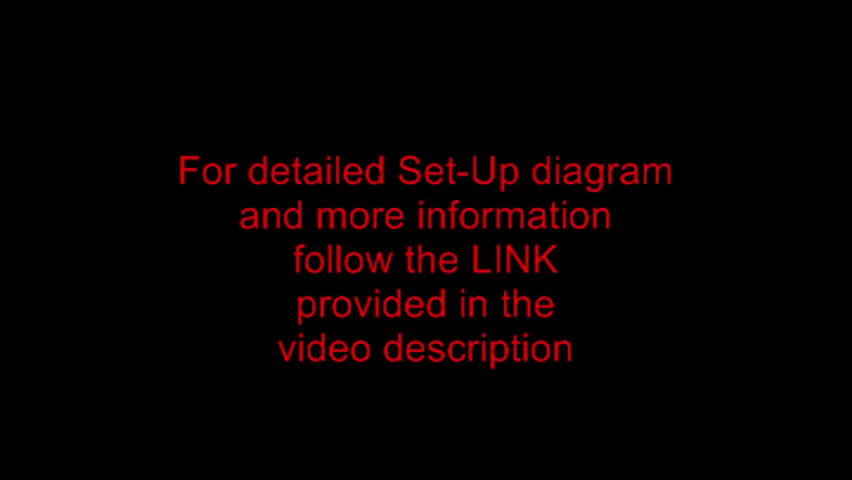 For detailed Set-Up diagram
and more information
follow the LINK
provided in the
video description